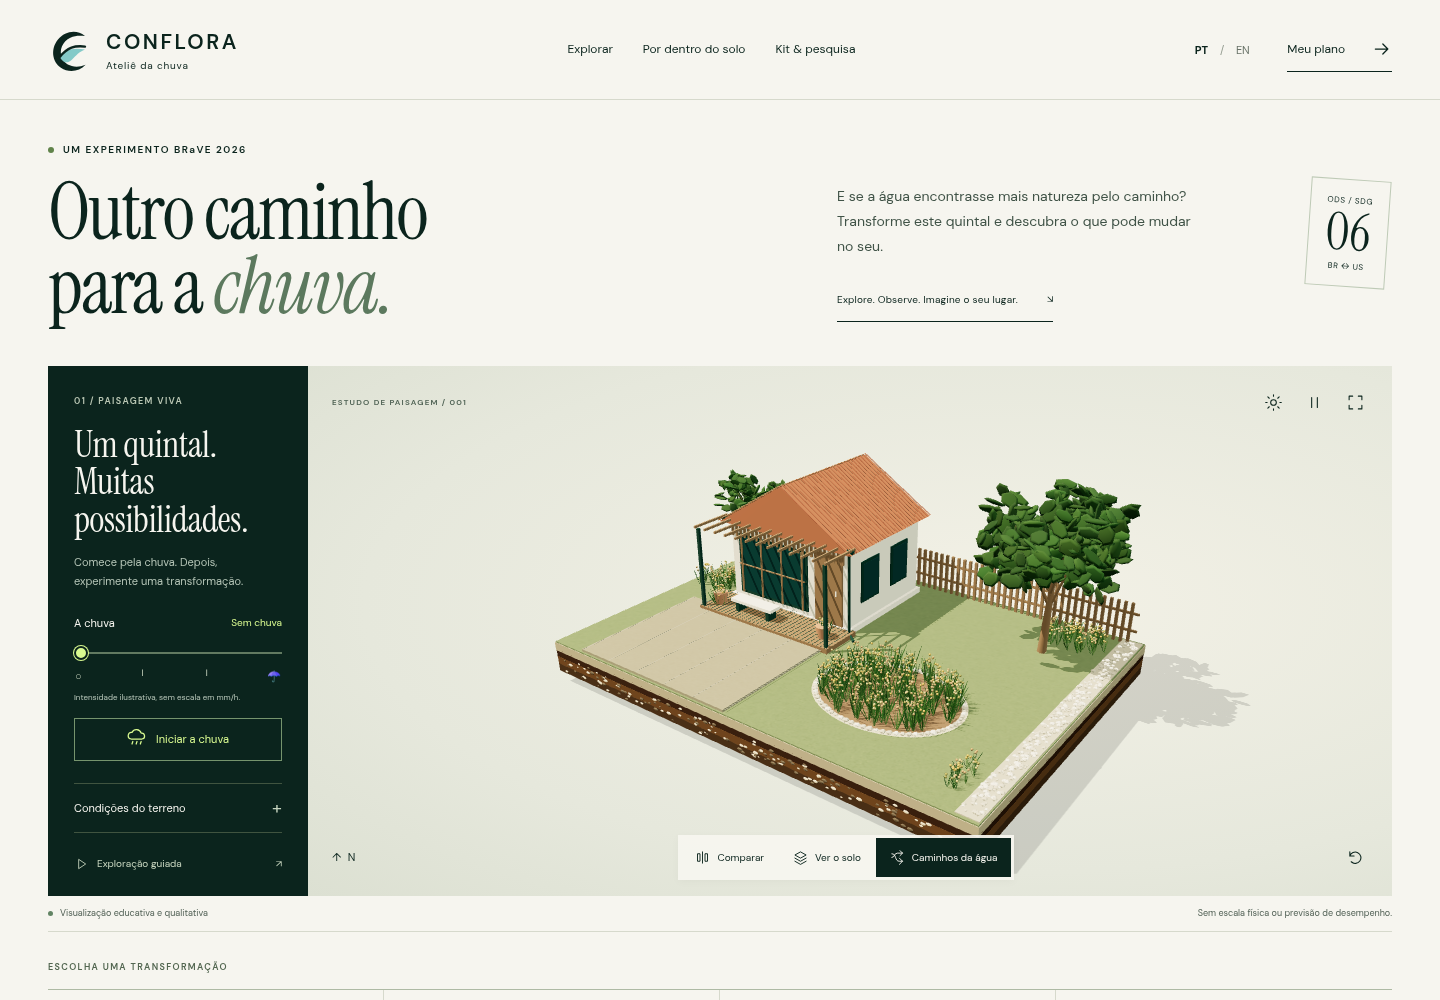 CONFLORA
Ateliê da chuva
Explorar
Por dentro do solo
Kit & pesquisa
PT / EN
Meu plano
UM EXPERIMENTO BRaVE 2026
Outro caminho
para a chuva.
E se a água encontrasse mais natureza pelo caminho?
Transforme este quintal e descubra o que pode mudar
no seu.
Explore. Observe. Imagine o seu lugar.
ODS / SDG
06
BR ↔ US
01 / PAISAGEM VIVA
Um quintal.
Muitas
possibilidades.
Comece pela chuva. Depois,
experimente uma transformação.
A chuva
Sem chuva
Intensidade ilustrativa, sem escala em mm/h.
Iniciar a chuva
Condições do terreno
Exploração guiada
ESTUDO DE PAISAGEM / 001
N
Comparar
Ver o solo
Caminhos da água
Visualização educativa e qualitativa
Sem escala física ou previsão de desempenho.
ESCOLHA UMA TRANSFORMAÇÃO